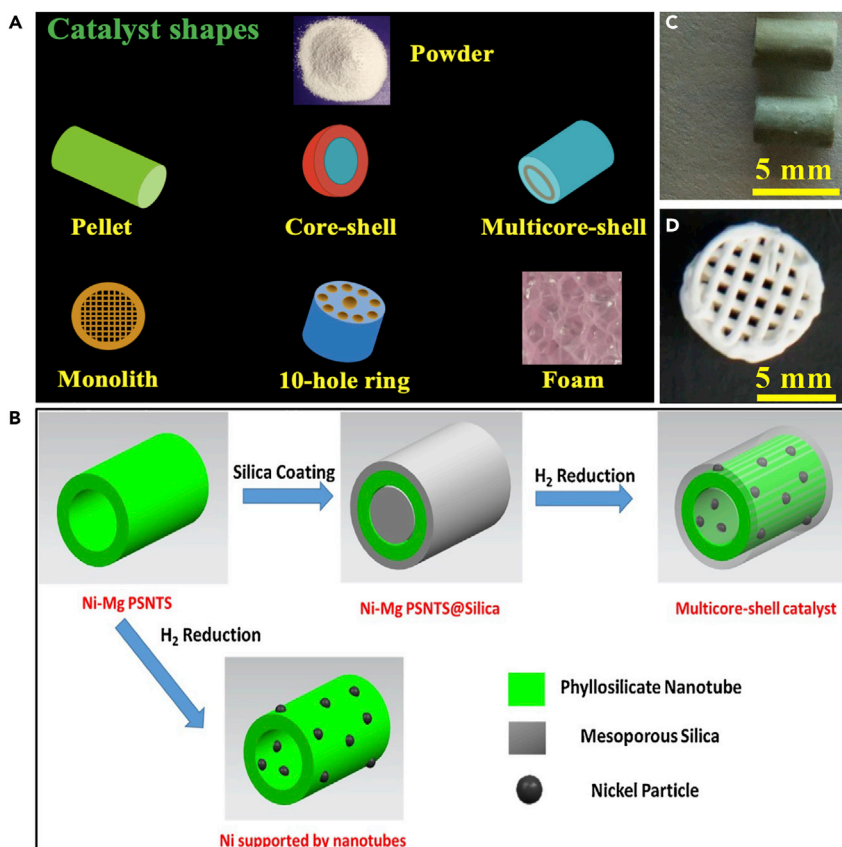 A
Catalyst shapes
Powder
Pellet
Core-shell
Multicore-shell
Monolith
10-hole ring
Foam
C
5 mm
D
5 mm
B
Silica Coating
H₂ Reduction
Ni-Mg PSNTS
Ni-Mg PSNTS@Silica
Multicore-shell catalyst
H₂ Reduction
Ni supported by nanotubes
Phyllosilicate Nanotube
Mesoporous Silica
Nickel Particle